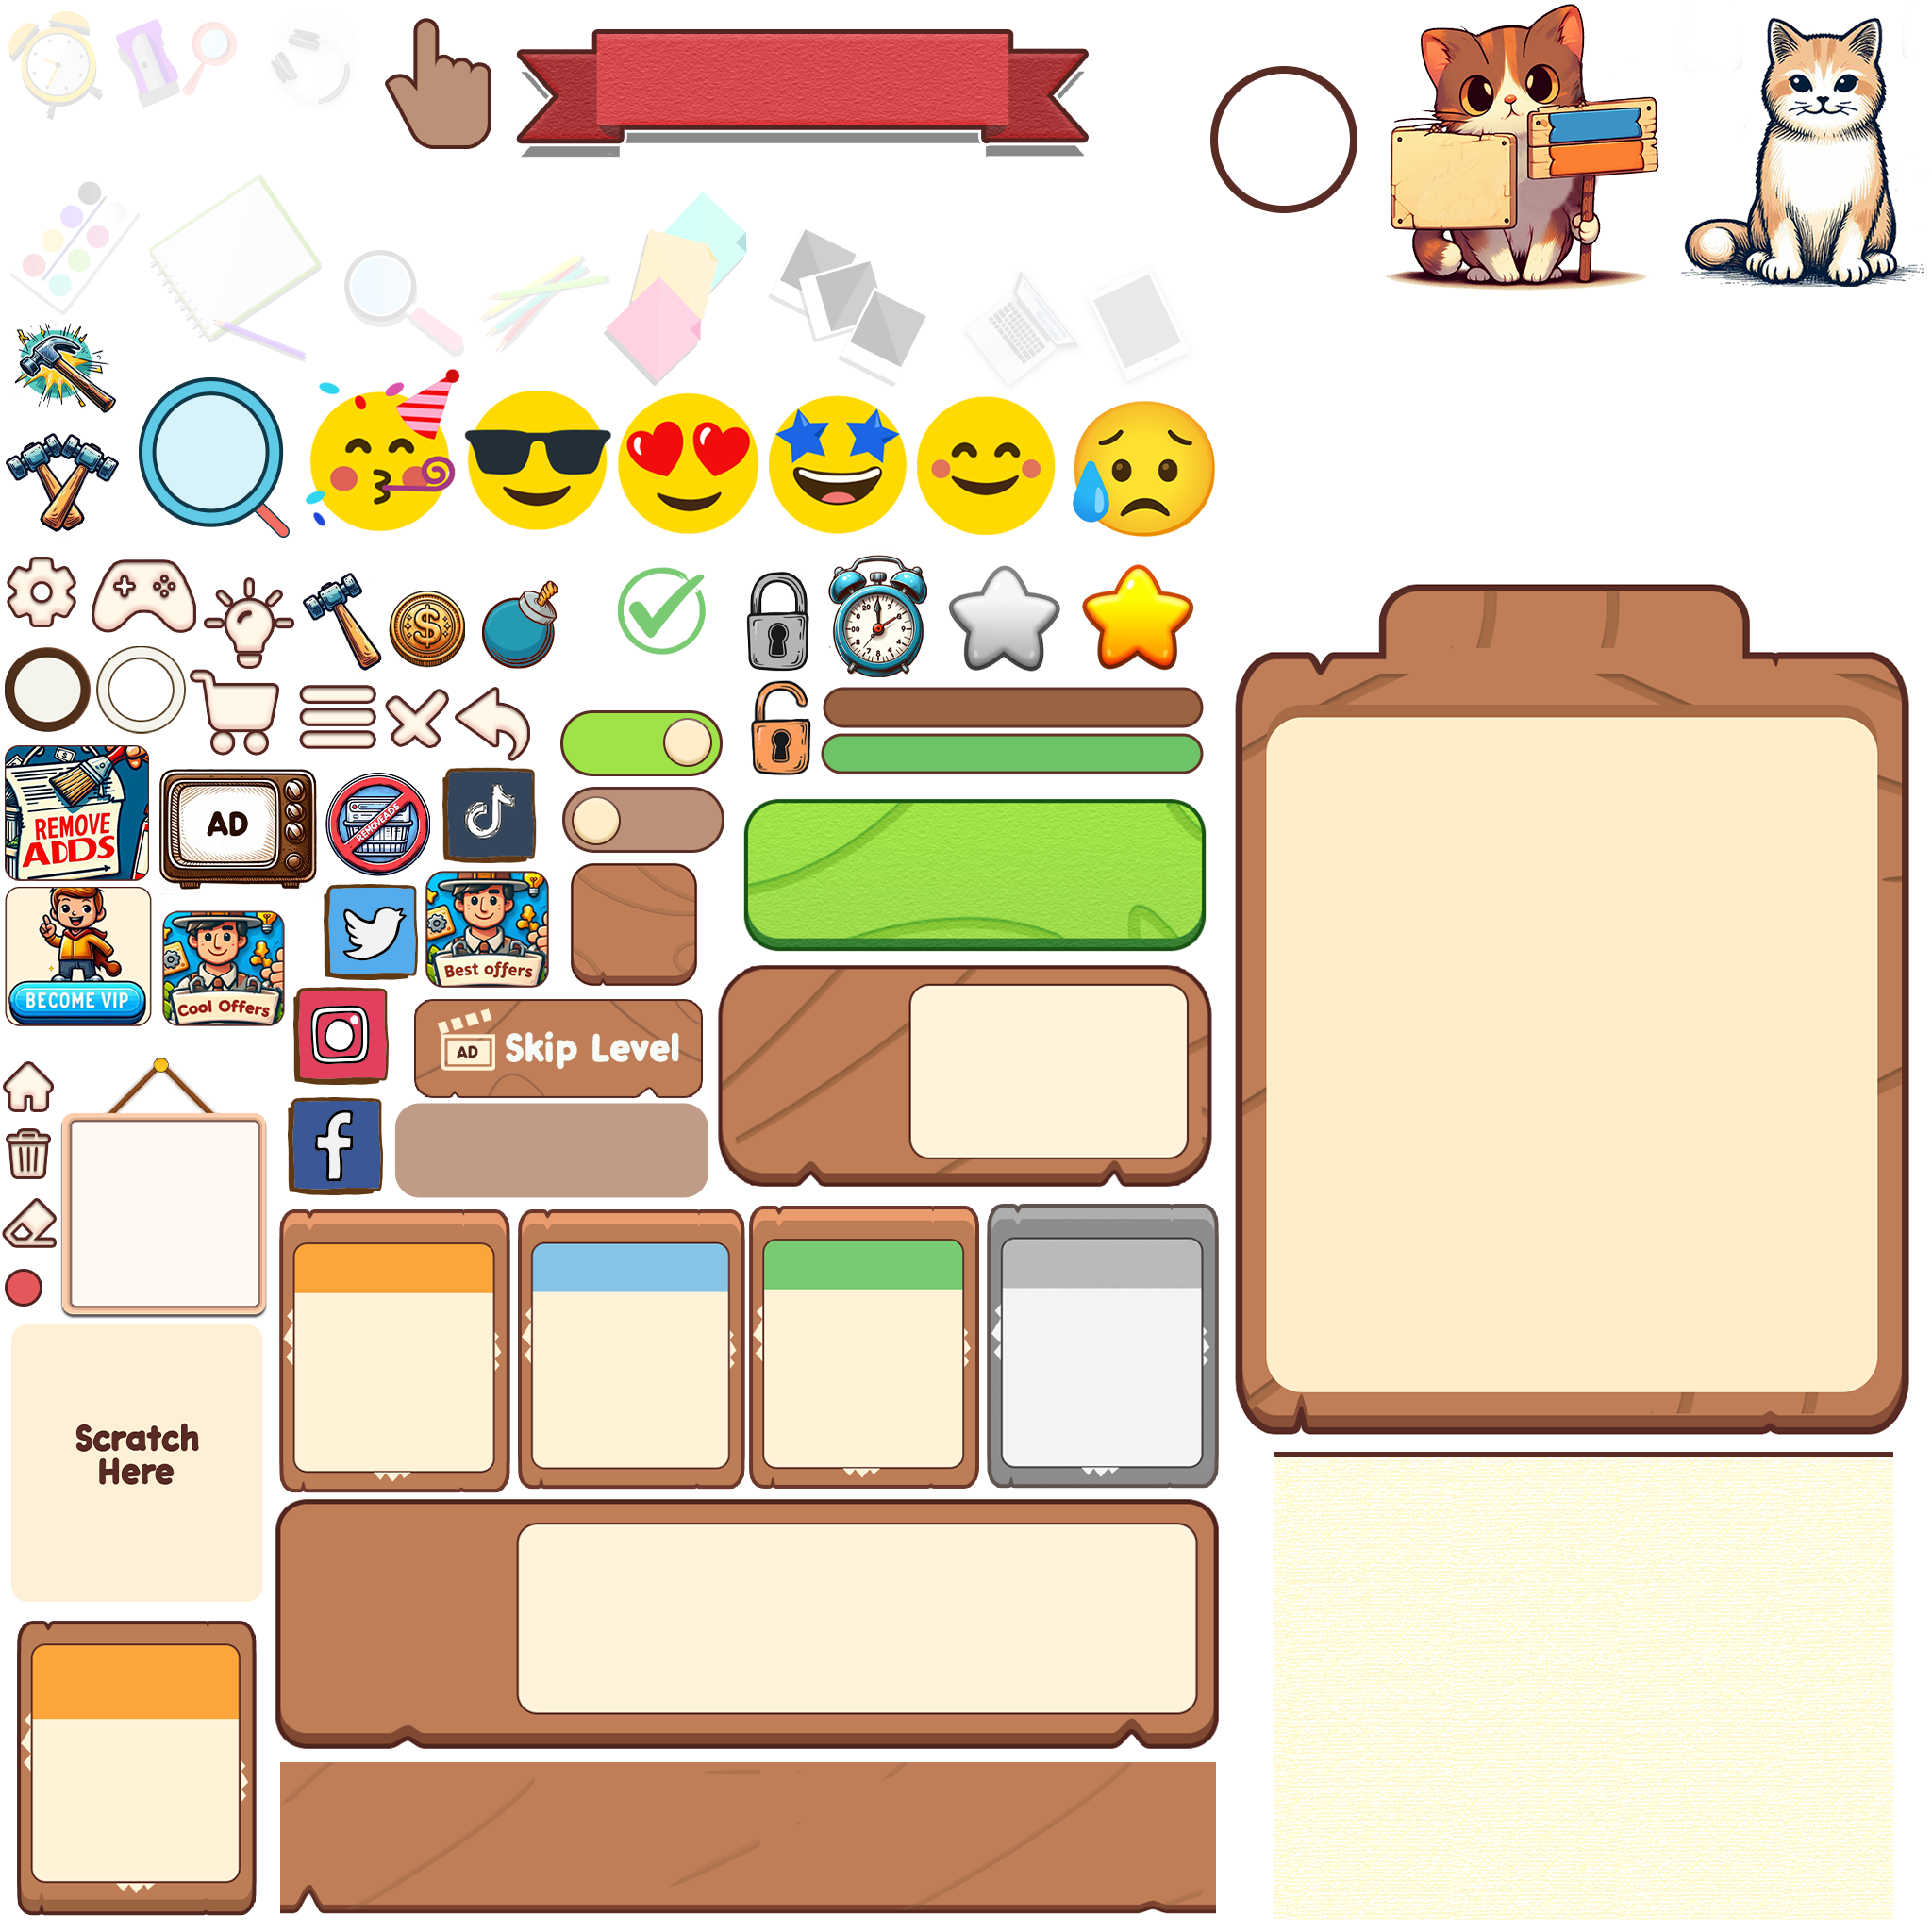 REMOVE
ADDS
AD
REMOVEADS
BECOME VIP
Cool Offers
Best offers
AD
Skip Level
Scratch
Here